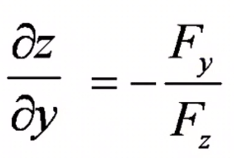 ∂z/∂y = −F_y/F_z